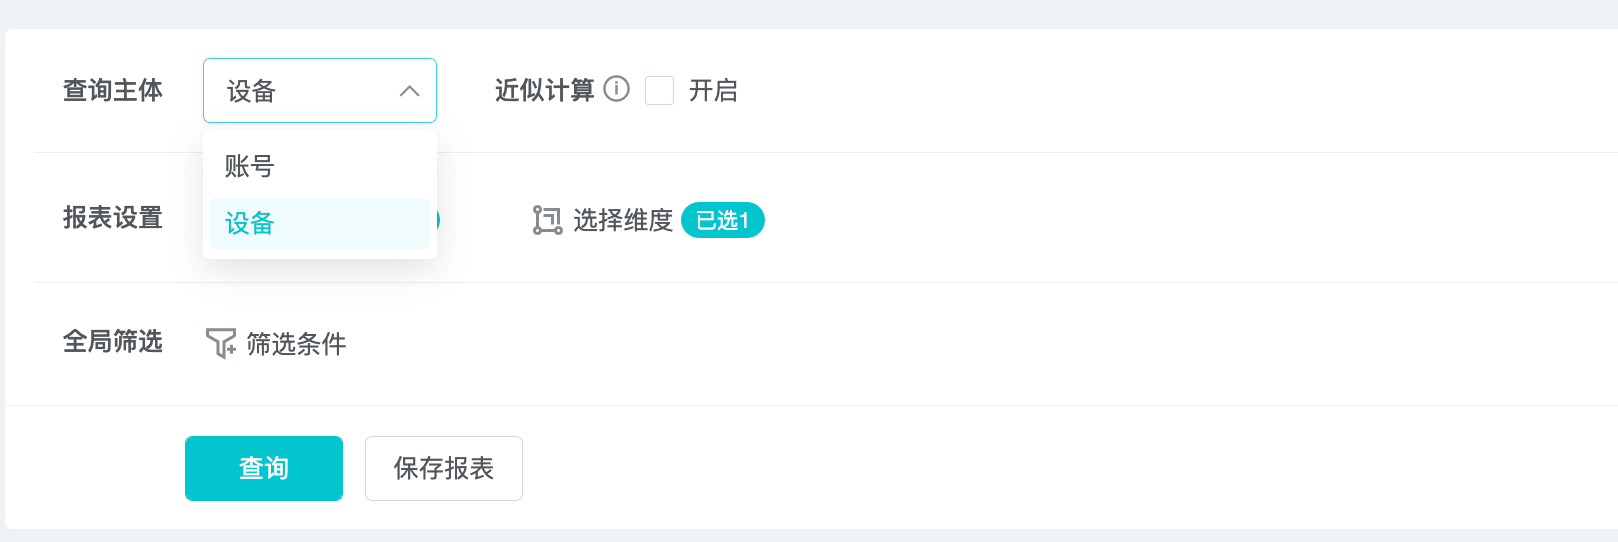 查询主体 设备 近似计算 开启
账号
报表设置 设备 选择维度 已选1
全局筛选 筛选条件
查询 保存报表